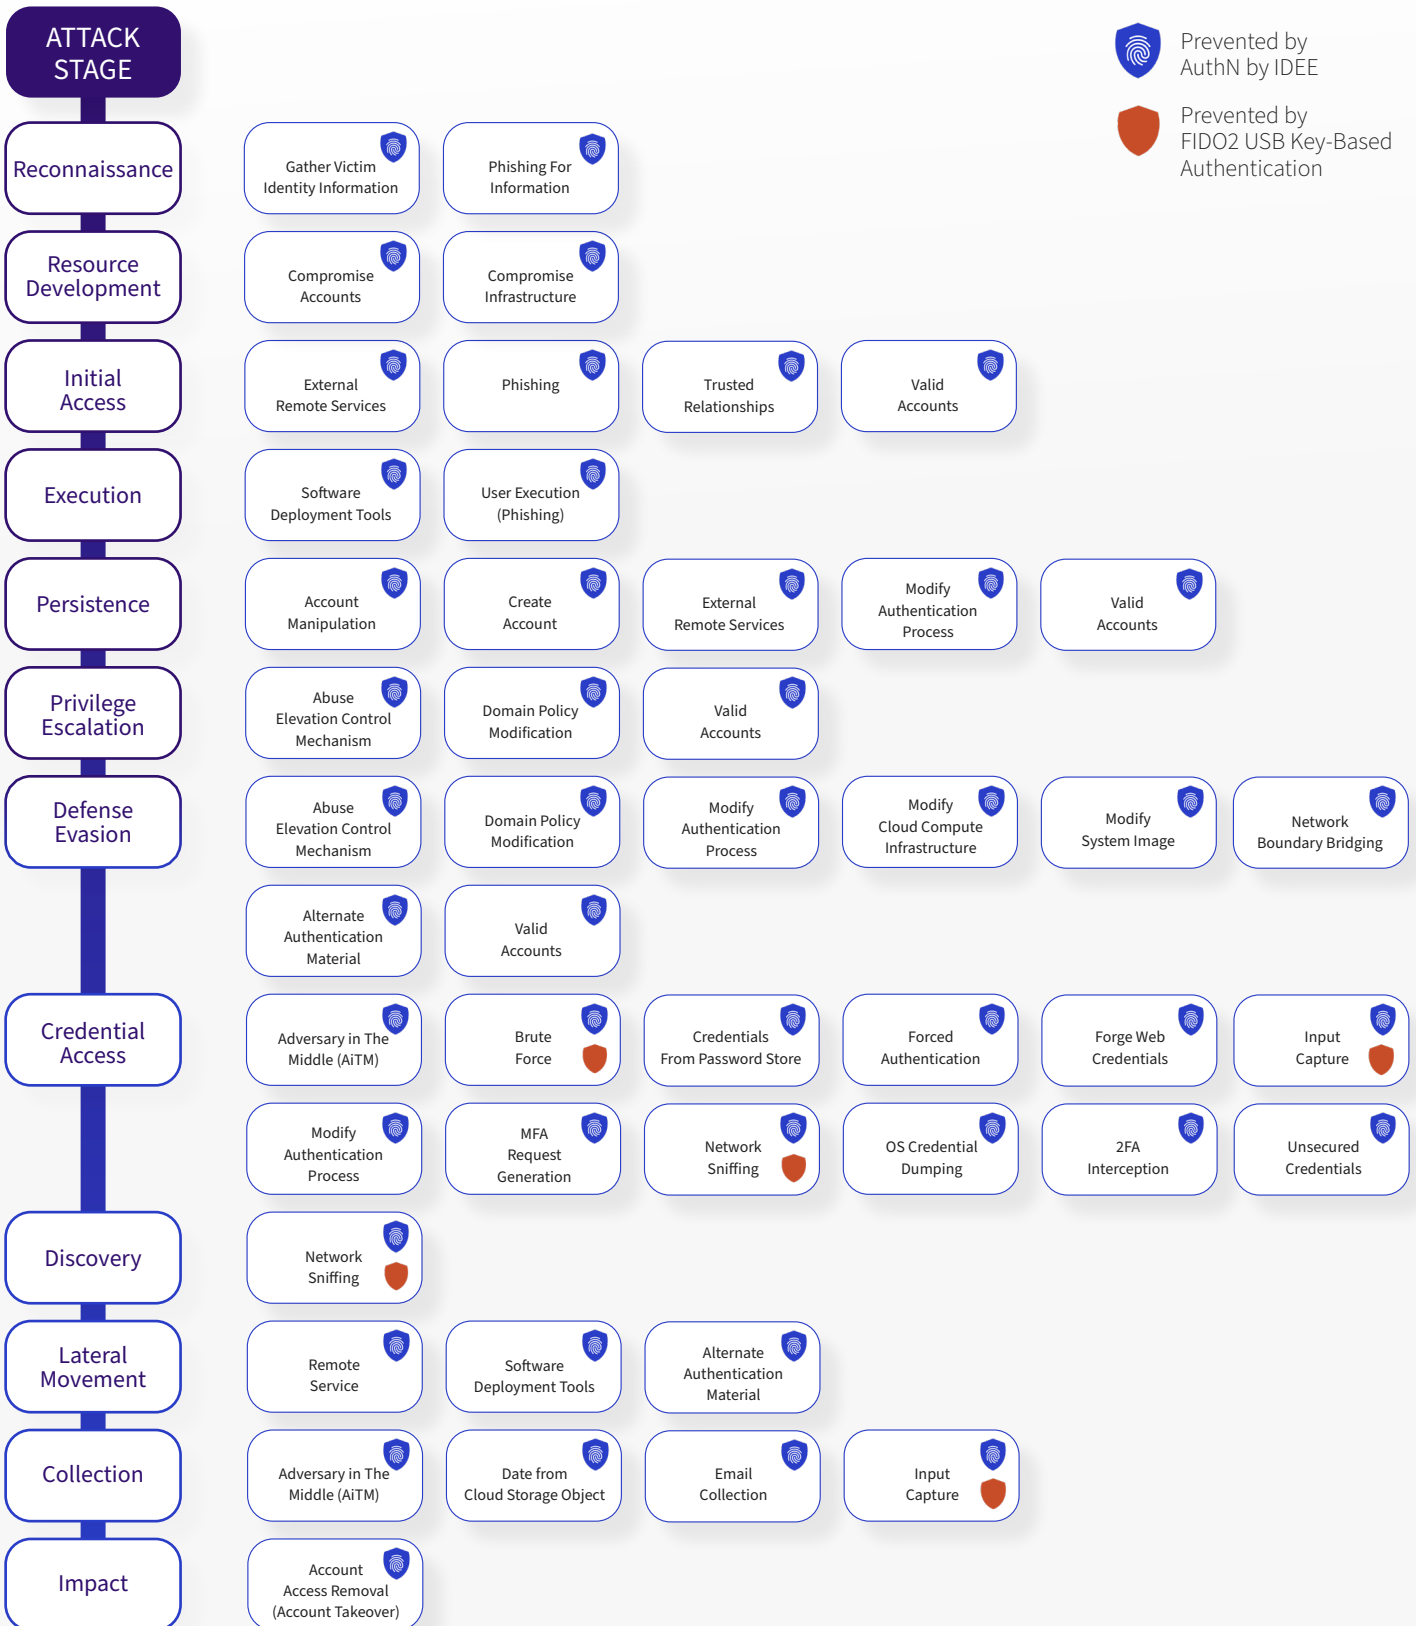 ATTACK
STAGE
Prevented by
AuthN by IDEE
Prevented by
FIDO2 USB Key-Based
Authentication
Reconnaissance
Gather Victim
Identity Information
Phishing For
Information
Resource
Development
Compromise
Accounts
Compromise
Infrastructure
Initial
Access
External
Remote Services
Phishing
Trusted
Relationships
Valid
Accounts
Execution
Software
Deployment Tools
User Execution
(Phishing)
Persistence
Account
Manipulation
Create
Account
External
Remote Services
Modify
Authentication
Process
Valid
Accounts
Privilege
Escalation
Abuse
Elevation Control
Mechanism
Domain Policy
Modification
Valid
Accounts
Defense
Evasion
Abuse
Elevation Control
Mechanism
Domain Policy
Modification
Modify
Authentication
Process
Modify
Cloud Compute
Infrastructure
Modify
System Image
Network
Boundary Bridging
Alternate
Authentication
Material
Valid
Accounts
Credential
Access
Adversary in The
Middle (AiTM)
Brute
Force
Credentials
From Password Store
Forced
Authentication
Forge Web
Credentials
Input
Capture
Modify
Authentication
Process
MFA
Request
Generation
Network
Sniffing
OS Credential
Dumping
2FA
Interception
Unsecured
Credentials
Discovery
Network
Sniffing
Lateral
Movement
Remote
Service
Software
Deployment Tools
Alternate
Authentication
Material
Collection
Adversary in The
Middle (AiTM)
Date from
Cloud Storage Object
Email
Collection
Input
Capture
Impact
Account
Access Removal
(Account Takeover)